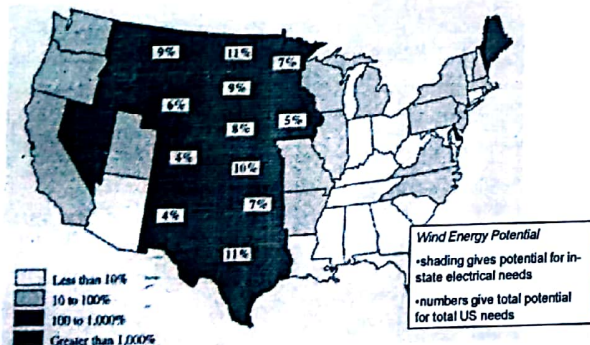 9%
11%
7%
9%
6%
8%
5%
4%
10%
4%
7%
11%
Wind Energy Potential
•shading gives potential for in-state electrical needs
•numbers give total potential for total US needs
Less than 10%
10 to 100%
100 to 1,000%
Greater than 1,000%